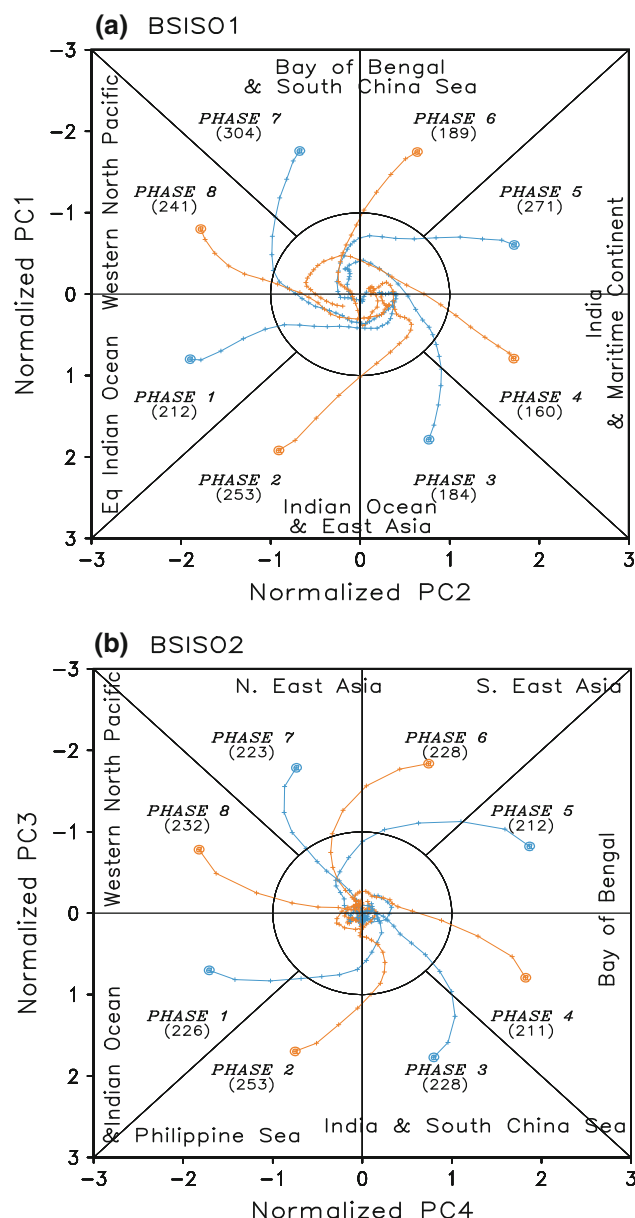 (a) BSISO1
-3
-2
-1
0
1
2
3
Normalized PC1
-3
-2
-1
0
1
2
3
Normalized PC2
Bay of Bengal
& South China Sea
Western North Pacific
Eq Indian Ocean
Indian Ocean
& East Asia
India
& Maritime Continent
PHASE 7
(304)
PHASE 6
(189)
PHASE 8
(241)
PHASE 5
(271)
PHASE 1
(212)
PHASE 4
(160)
PHASE 2
(253)
PHASE 3
(184)
(b) BSISO2
-3
-2
-1
0
1
2
3
Normalized PC3
-3
-2
-1
0
1
2
3
Normalized PC4
N. East Asia
S. East Asia
Western North Pacific
Indian Ocean
& Philippine Sea
India & South China Sea
Bay of Bengal
PHASE 7
(223)
PHASE 6
(228)
PHASE 8
(232)
PHASE 5
(212)
PHASE 1
(226)
PHASE 4
(211)
PHASE 2
(253)
PHASE 3
(228)